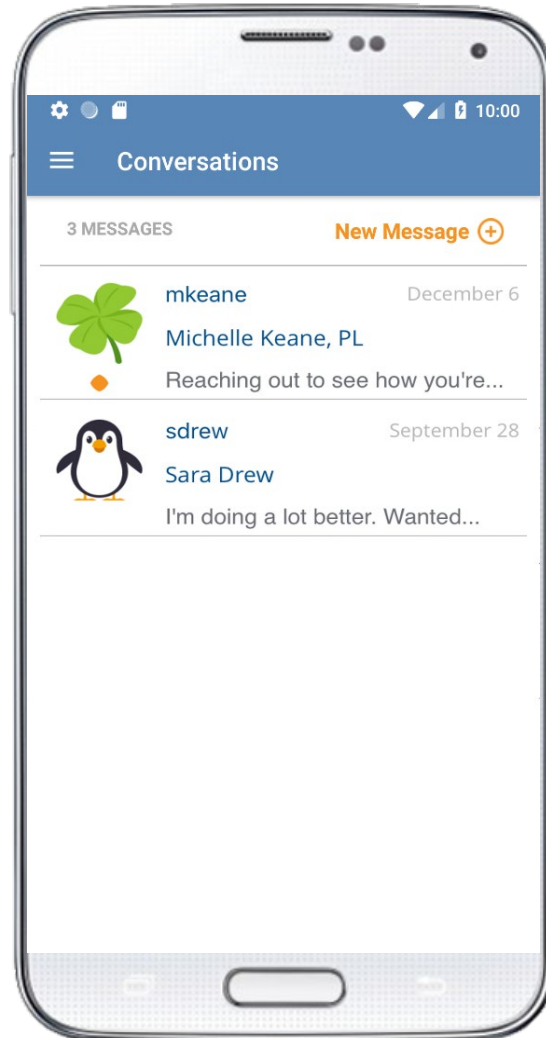 10:00
Conversations
3 MESSAGES
New Message
mkeane
December 6
Michelle Keane, PL
Reaching out to see how you're...
sdrew
September 28
Sara Drew
I'm doing a lot better. Wanted...